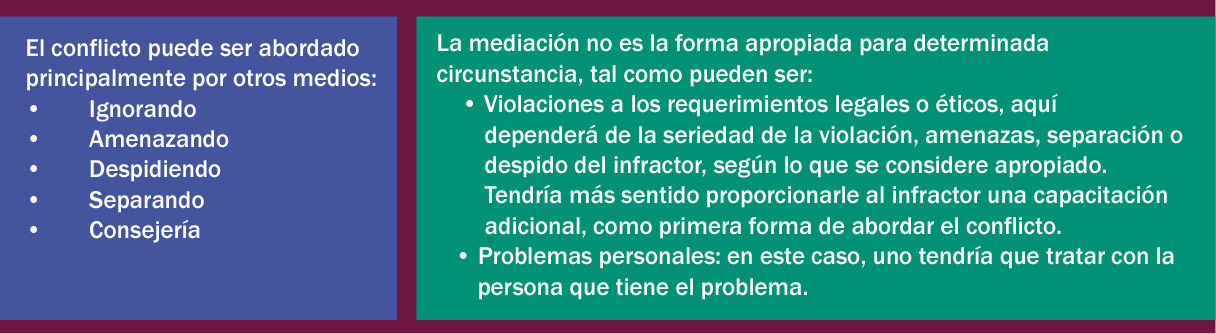 El conflicto puede ser abordado
principalmente por otros medios:
• Ignorando
• Amenazando
• Despidiendo
• Separando
• Consejería
La mediación no es la forma apropiada para determinada
circunstancia, tal como pueden ser:
• Violaciones a los requerimientos legales o éticos, aquí
dependerá de la seriedad de la violación, amenazas, separación o
despido del infractor, según lo que se considere apropiado.
Tendría más sentido proporcionarle al infractor una capacitación
adicional, como primera forma de abordar el conflicto.
• Problemas personales: en este caso, uno tendría que tratar con la
persona que tiene el problema.